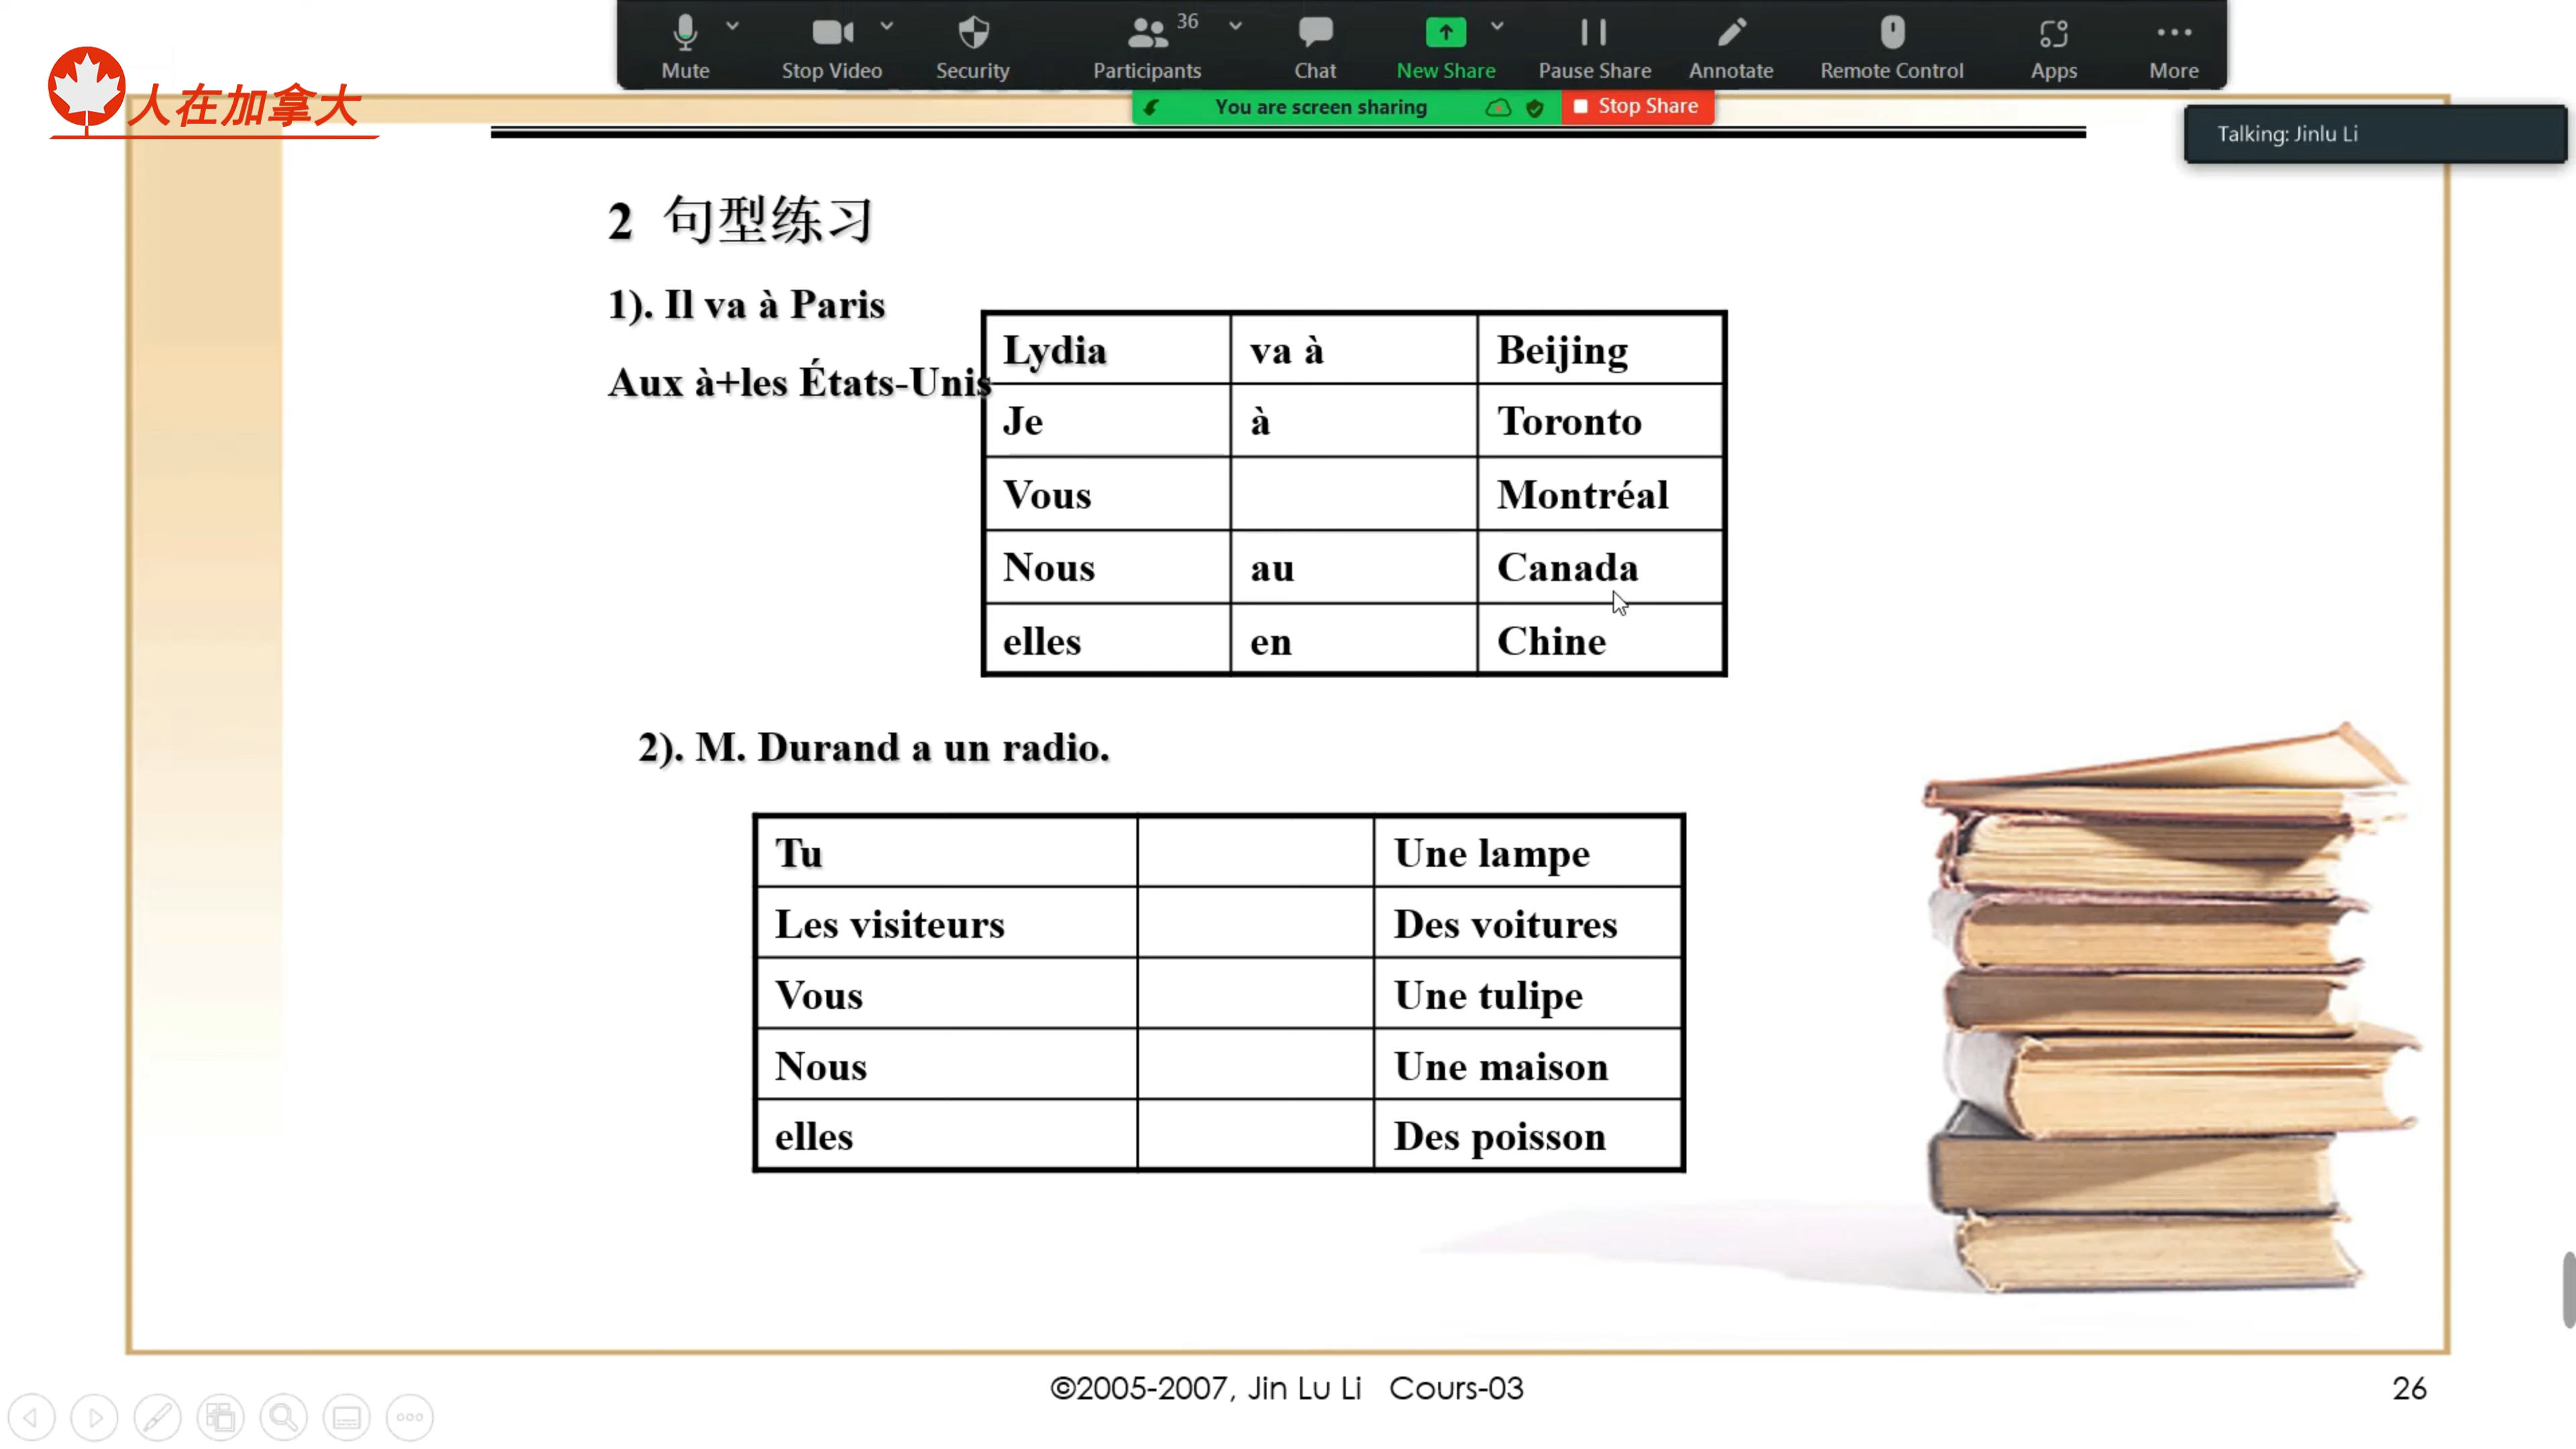 Mute
Stop Video
Security
Participants
36
Chat
New Share
Pause Share
Annotate
Remote Control
Apps
More
You are screen sharing
Stop Share
Talking: Jinlu Li
人在加拿大
2 句型练习
1). Il va à Paris
Aux à+les États-Unis
Lydia va à Beijing
Je à Toronto
Vous Montréal
Nous au Canada
elles en Chine
2). M. Durand a un radio.
Tu Une lampe
Les visiteurs Des voitures
Vous Une tulipe
Nous Une maison
elles Des poisson
©2005-2007, Jin Lu Li Cours-03
26